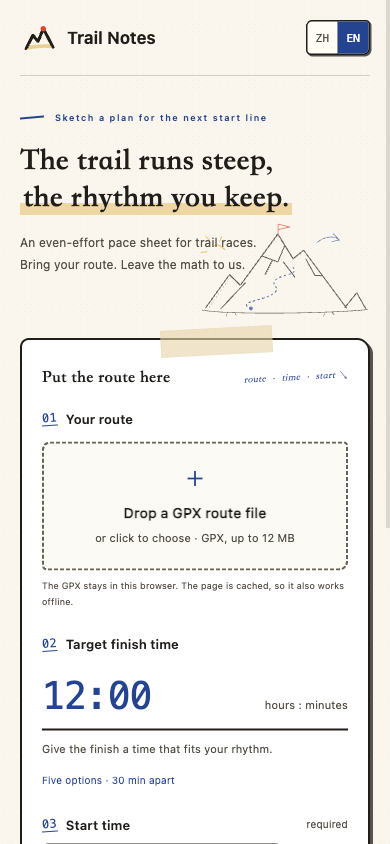 Trail Notes
ZH EN
Sketch a plan for the next start line
The trail runs steep,
the rhythm you keep.
An even-effort pace sheet for trail races.
Bring your route. Leave the math to us.
Put the route here
route · time · start ↘
01 Your route
+
Drop a GPX route file
or click to choose · GPX, up to 12 MB
The GPX stays in this browser. The page is cached, so it also works
offline.
02 Target finish time
12:00
hours : minutes
Give the finish a time that fits your rhythm.
Five options · 30 min apart
03 Start time
required